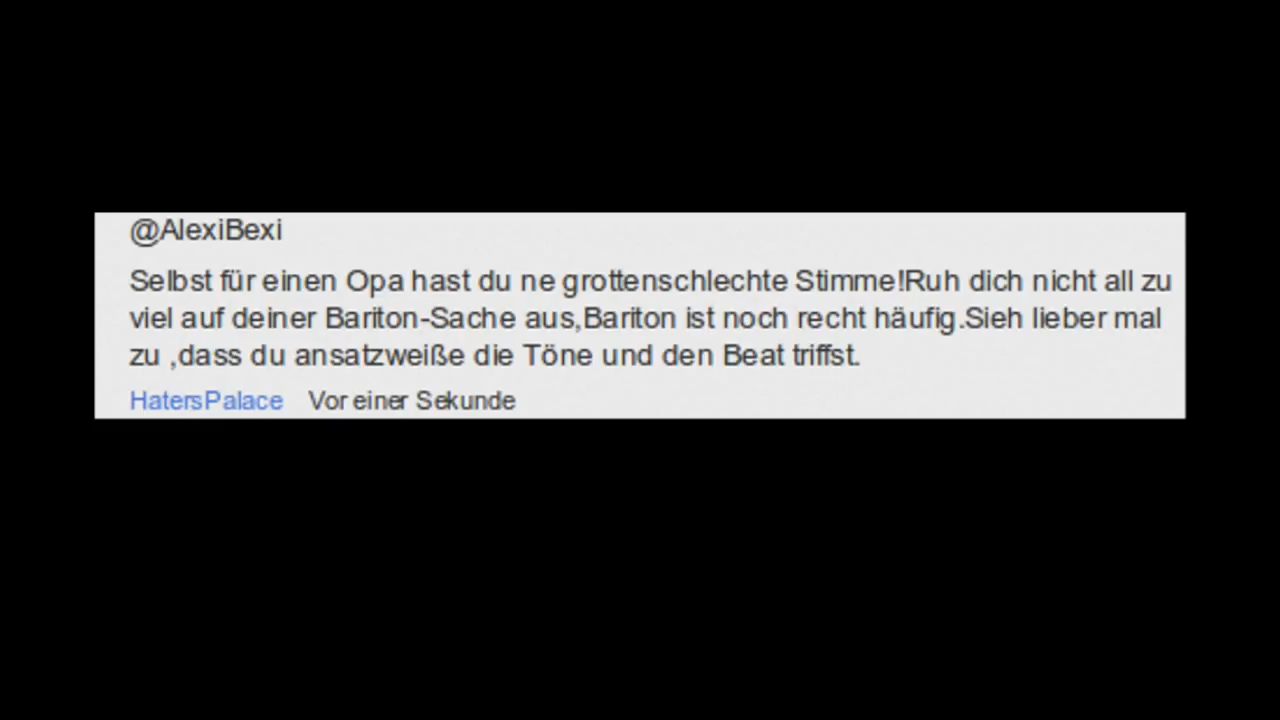 @AlexiBexi
Selbst für einen Opa hast du ne grottenschlechte Stimme!Ruh dich nicht all zu
viel auf deiner Bariton-Sache aus,Bariton ist noch recht häufig.Sieh lieber mal
zu ,dass du ansatzweiße die Töne und den Beat triffst.
HatersPalace Vor einer Sekunde